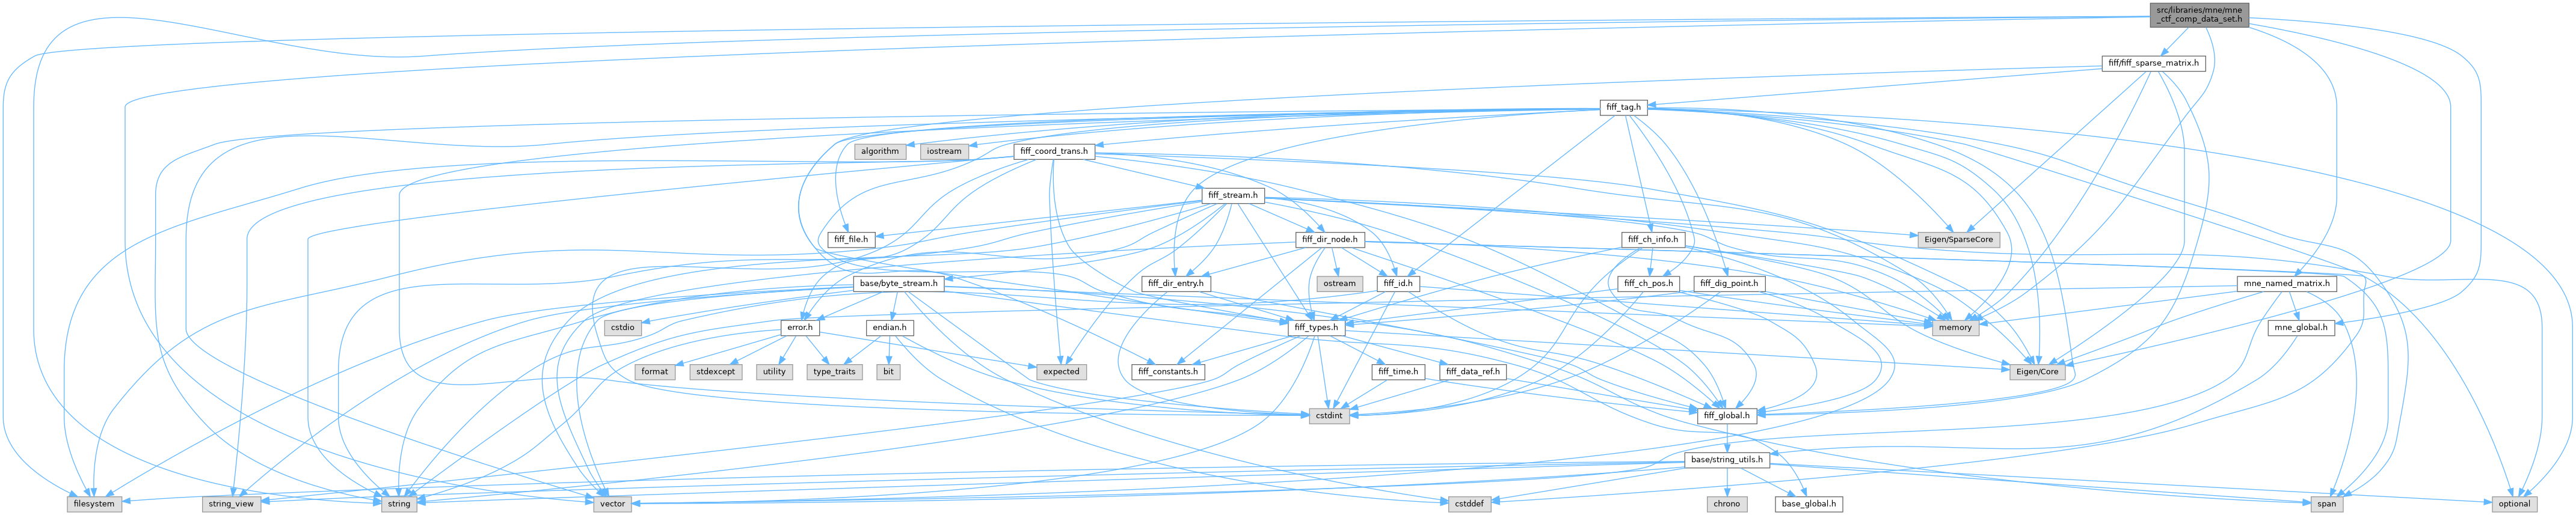 src/libraries/mne/mne
_ctf_comp_data_set.h
fiff/fiff_sparse_matrix.h
fiff_tag.h
algorithm
iostream
fiff_coord_trans.h
fiff_stream.h
fiff_file.h
fiff_dir_node.h
fiff_ch_info.h
Eigen/SparseCore
base/byte_stream.h
fiff_dir_entry.h
ostream
fiff_id.h
fiff_ch_pos.h
fiff_dig_point.h
mne_named_matrix.h
cstdio
error.h
endian.h
fiff_types.h
memory
mne_global.h
format
stdexcept
utility
type_traits
bit
expected
fiff_constants.h
fiff_time.h
fiff_data_ref.h
Eigen/Core
cstdint
fiff_global.h
base/string_utils.h
filesystem
string_view
string
vector
cstddef
chrono
base_global.h
span
optional